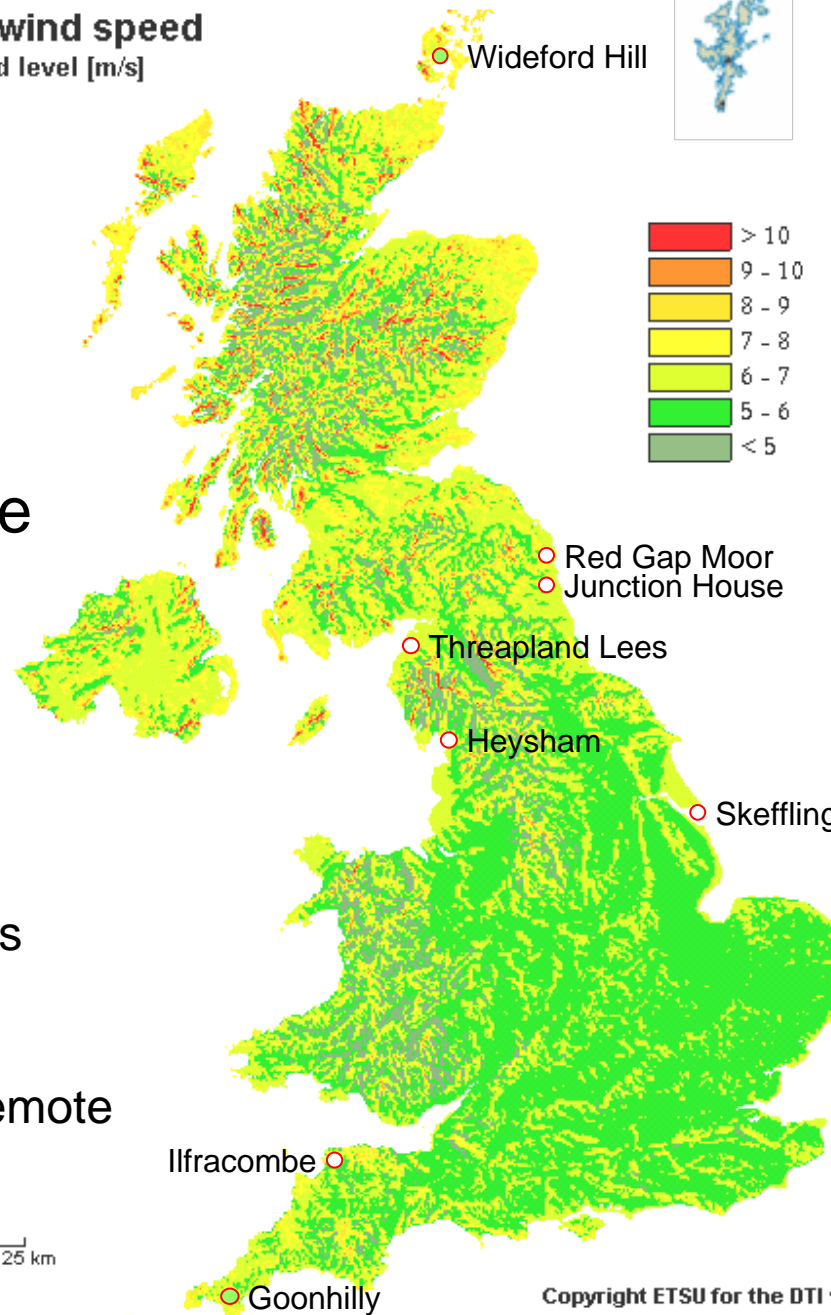 wind speed
d level [m/s]
Wideford Hill
> 10
9 - 10
8 - 9
7 - 8
6 - 7
5 - 6
< 5
e
Red Gap Moor
Junction House
Threapland Lees
Heysham
Skeffling
s
emote
Ilfracombe
25 km
Goonhilly
Copyright ETSU for the DTI